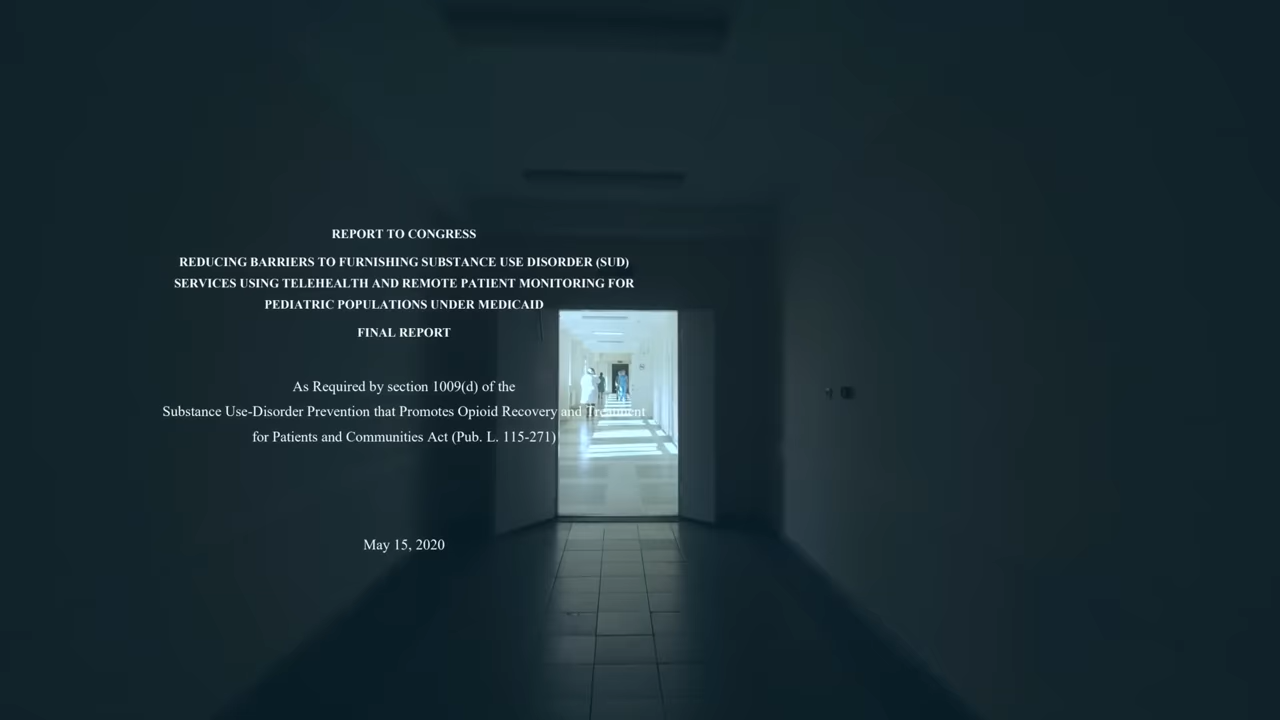 REPORT TO CONGRESS
REDUCING BARRIERS TO FURNISHING SUBSTANCE USE DISORDER (SUD)
SERVICES USING TELEHEALTH AND REMOTE PATIENT MONITORING FOR
PEDIATRIC POPULATIONS UNDER MEDICAID
FINAL REPORT
As Required by section 1009(d) of the
Substance Use-Disorder Prevention that Promotes Opioid Recovery and Treatment
for Patients and Communities Act (Pub. L. 115-271)
May 15, 2020